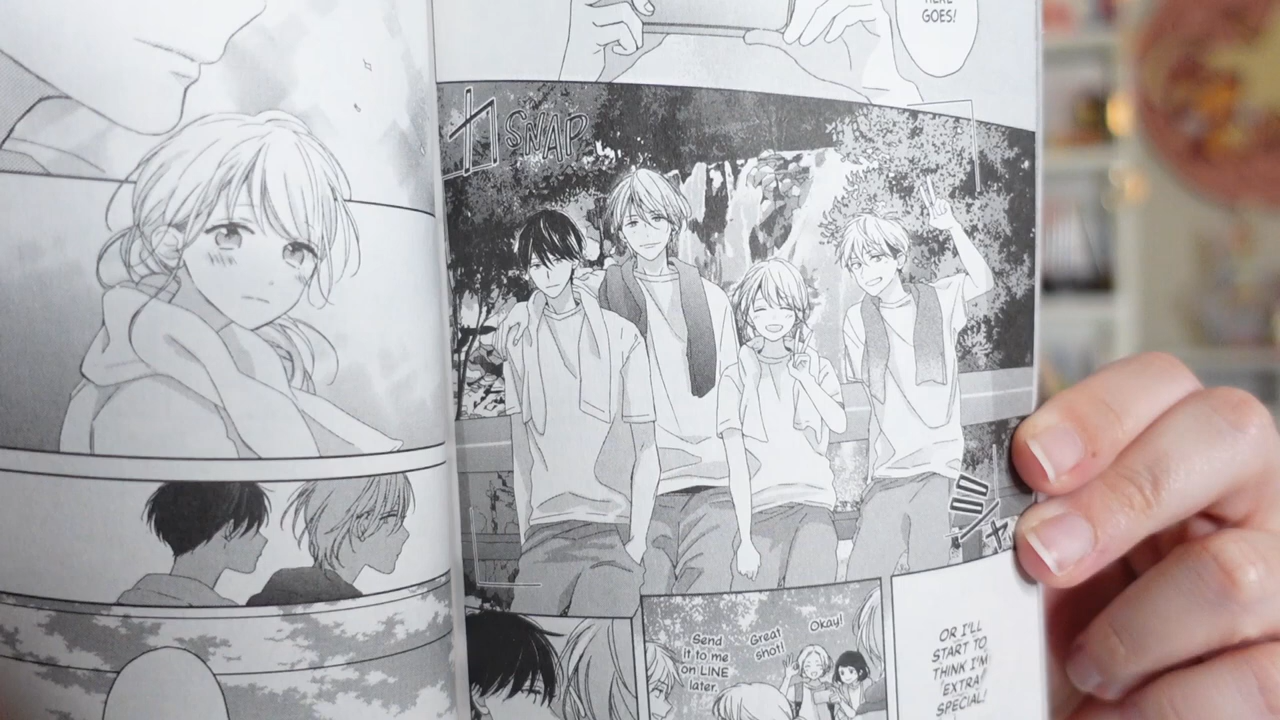 HERE
GOES!
カ
SNAP
シャ
Send
it to me
on LINE
later.
Great
shot!
Okay!
OR I'LL
START TO
THINK I'M
"EXTRA"
SPECIAL!